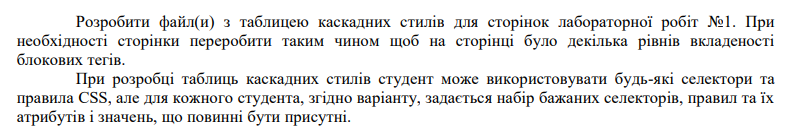 Розробити файл(и) з таблицею каскадних стилів для сторінок лабораторної робіт №1. При
необхідності сторінки переробити таким чином щоб на сторінці було декілька рівнів вкладеності
блокових тегів.
При розробці таблиць каскадних стилів студент може використовувати будь-які селектори та
правила CSS, але для кожного студента, згідно варіанту, задається набір бажаних селекторів, правил та їх
атрибутів і значень, що повинні бути присутні.